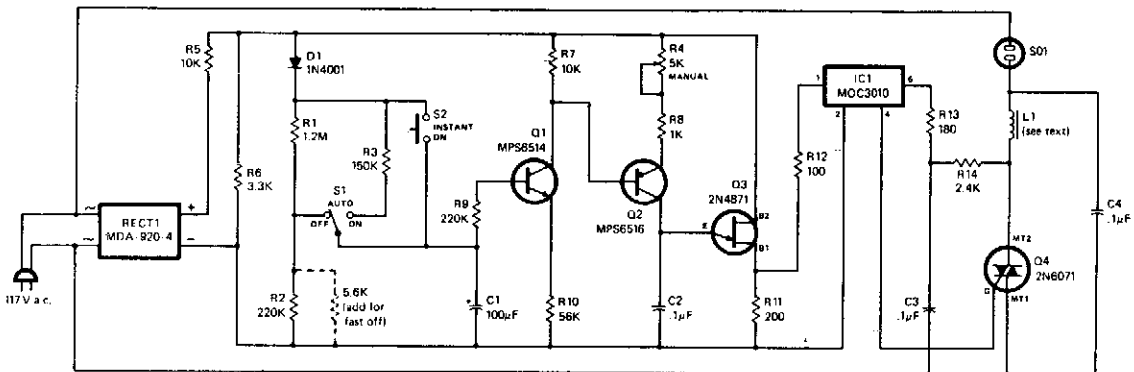 R5
10K
D1
1N4001
R7
10K
R4
5K
MANUAL
S01
1
IC1
MOC3010
6
2
4
R1
1.2M
S2
INSTANT
ON
R3
150K
Q1
MPS6514
R8
1K
R13
180
L1
(see text)
R6
3.3K
R12
100
R14
2.4K
S1
AUTO
OFF
ON
R9
220K
Q2
MPS6516
Q3
2N4871
E
B2
B1
~
~
+
−
RECT1
MDA-920-4
C4
.1µF
MT2
Q4
2N6071
G
MT1
117V a.c.
R2
220K
5.6K
(add for
fast off)
+
C1
100µF
R10
56K
C2
.1µF
R11
200
C3
.1µF